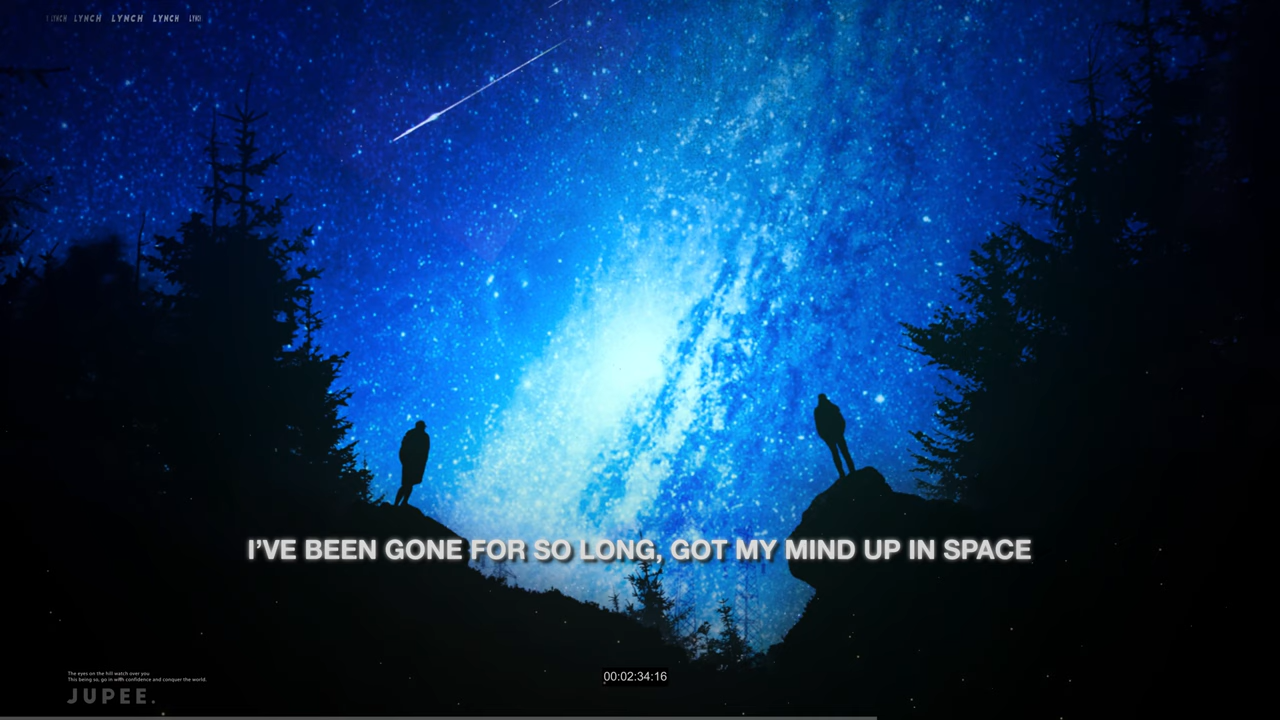 LYNCH LYNCH LYNCH LYNCH
I'VE BEEN GONE FOR SO LONG, GOT MY MIND UP IN SPACE
The eyes on the hill watch over you
This being so, go in with confidence and conquer the world.
JUPEE.
00:02:34:16